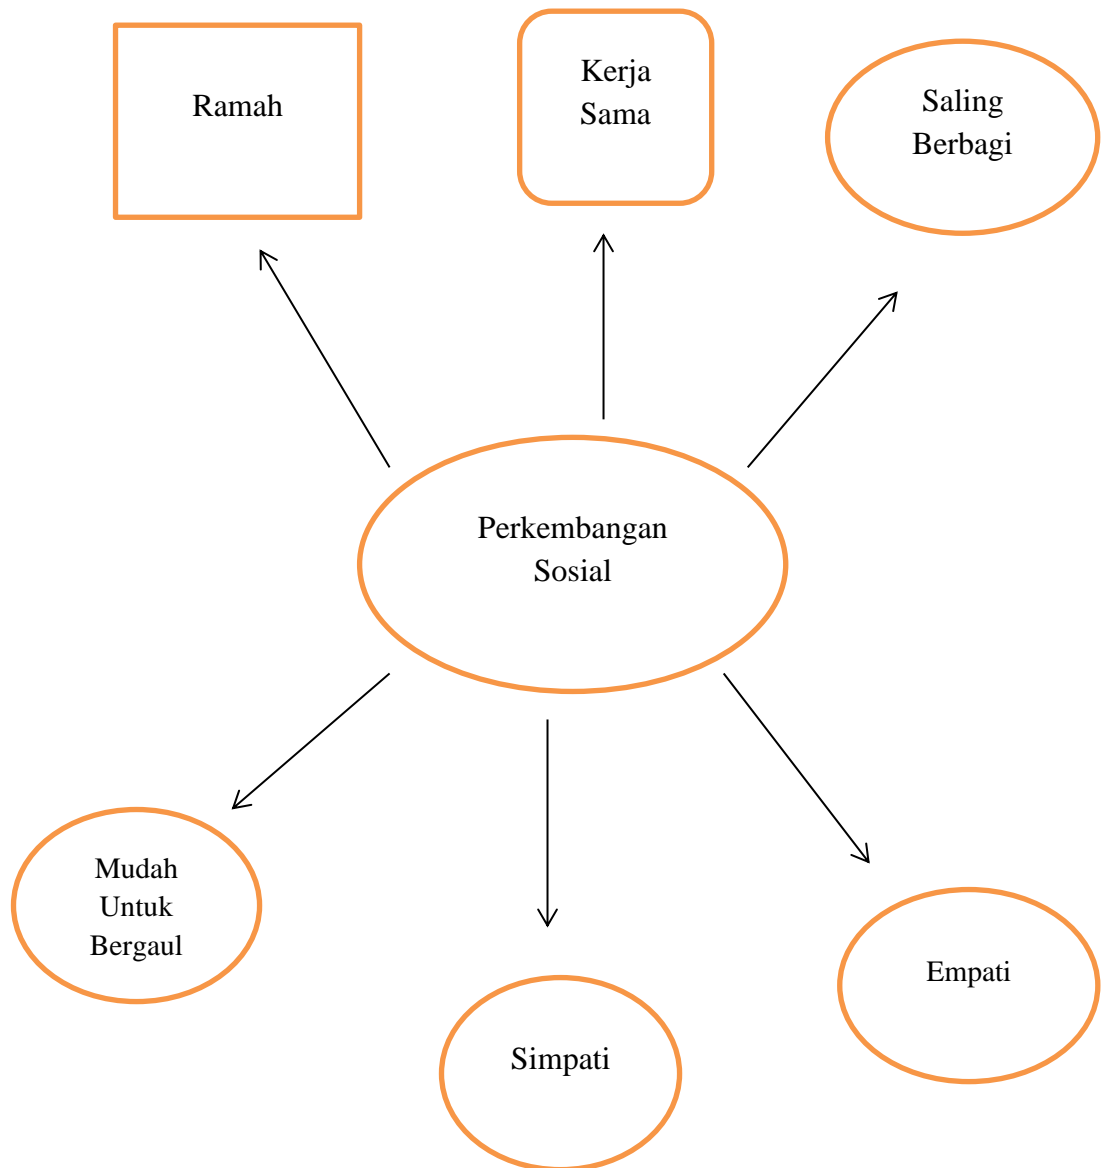 Ramah
Kerja
Sama
Saling
Berbagi
Perkembangan
Sosial
Mudah
Untuk
Bergaul
Simpati
Empati